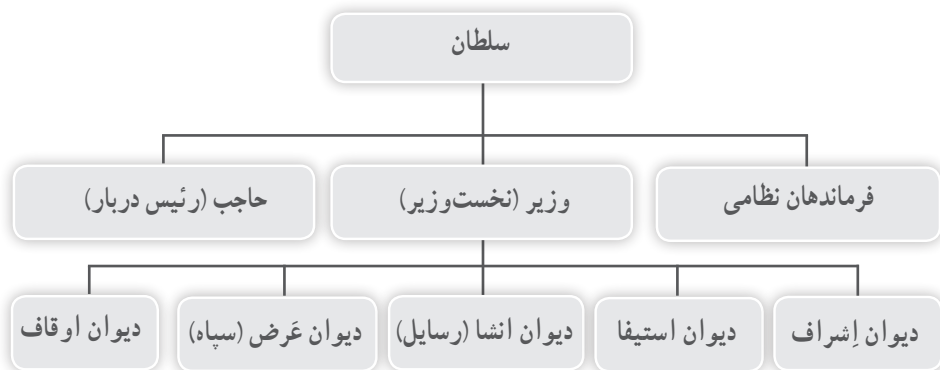 سلطان
فرماندهان نظامی
وزیر (نخست‌وزیر)
حاجب (رئیس دربار)
دیوان اِشراف
دیوان استیفا
دیوان انشا (رسایل)
دیوان عَرض (سپاه)
دیوان اوقاف